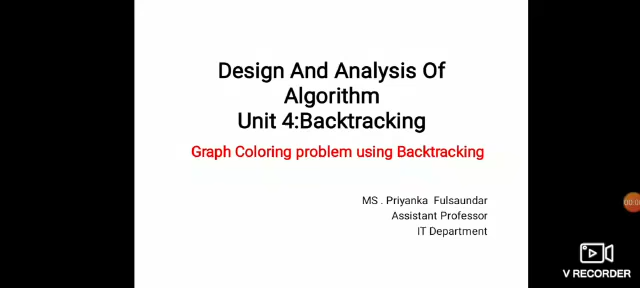 Design And Analysis Of
Algorithm
Unit 4:Backtracking
Graph Coloring problem using Backtracking
MS . Priyanka Fulsaundar
Assistant Professor
IT Department
V RECORDER